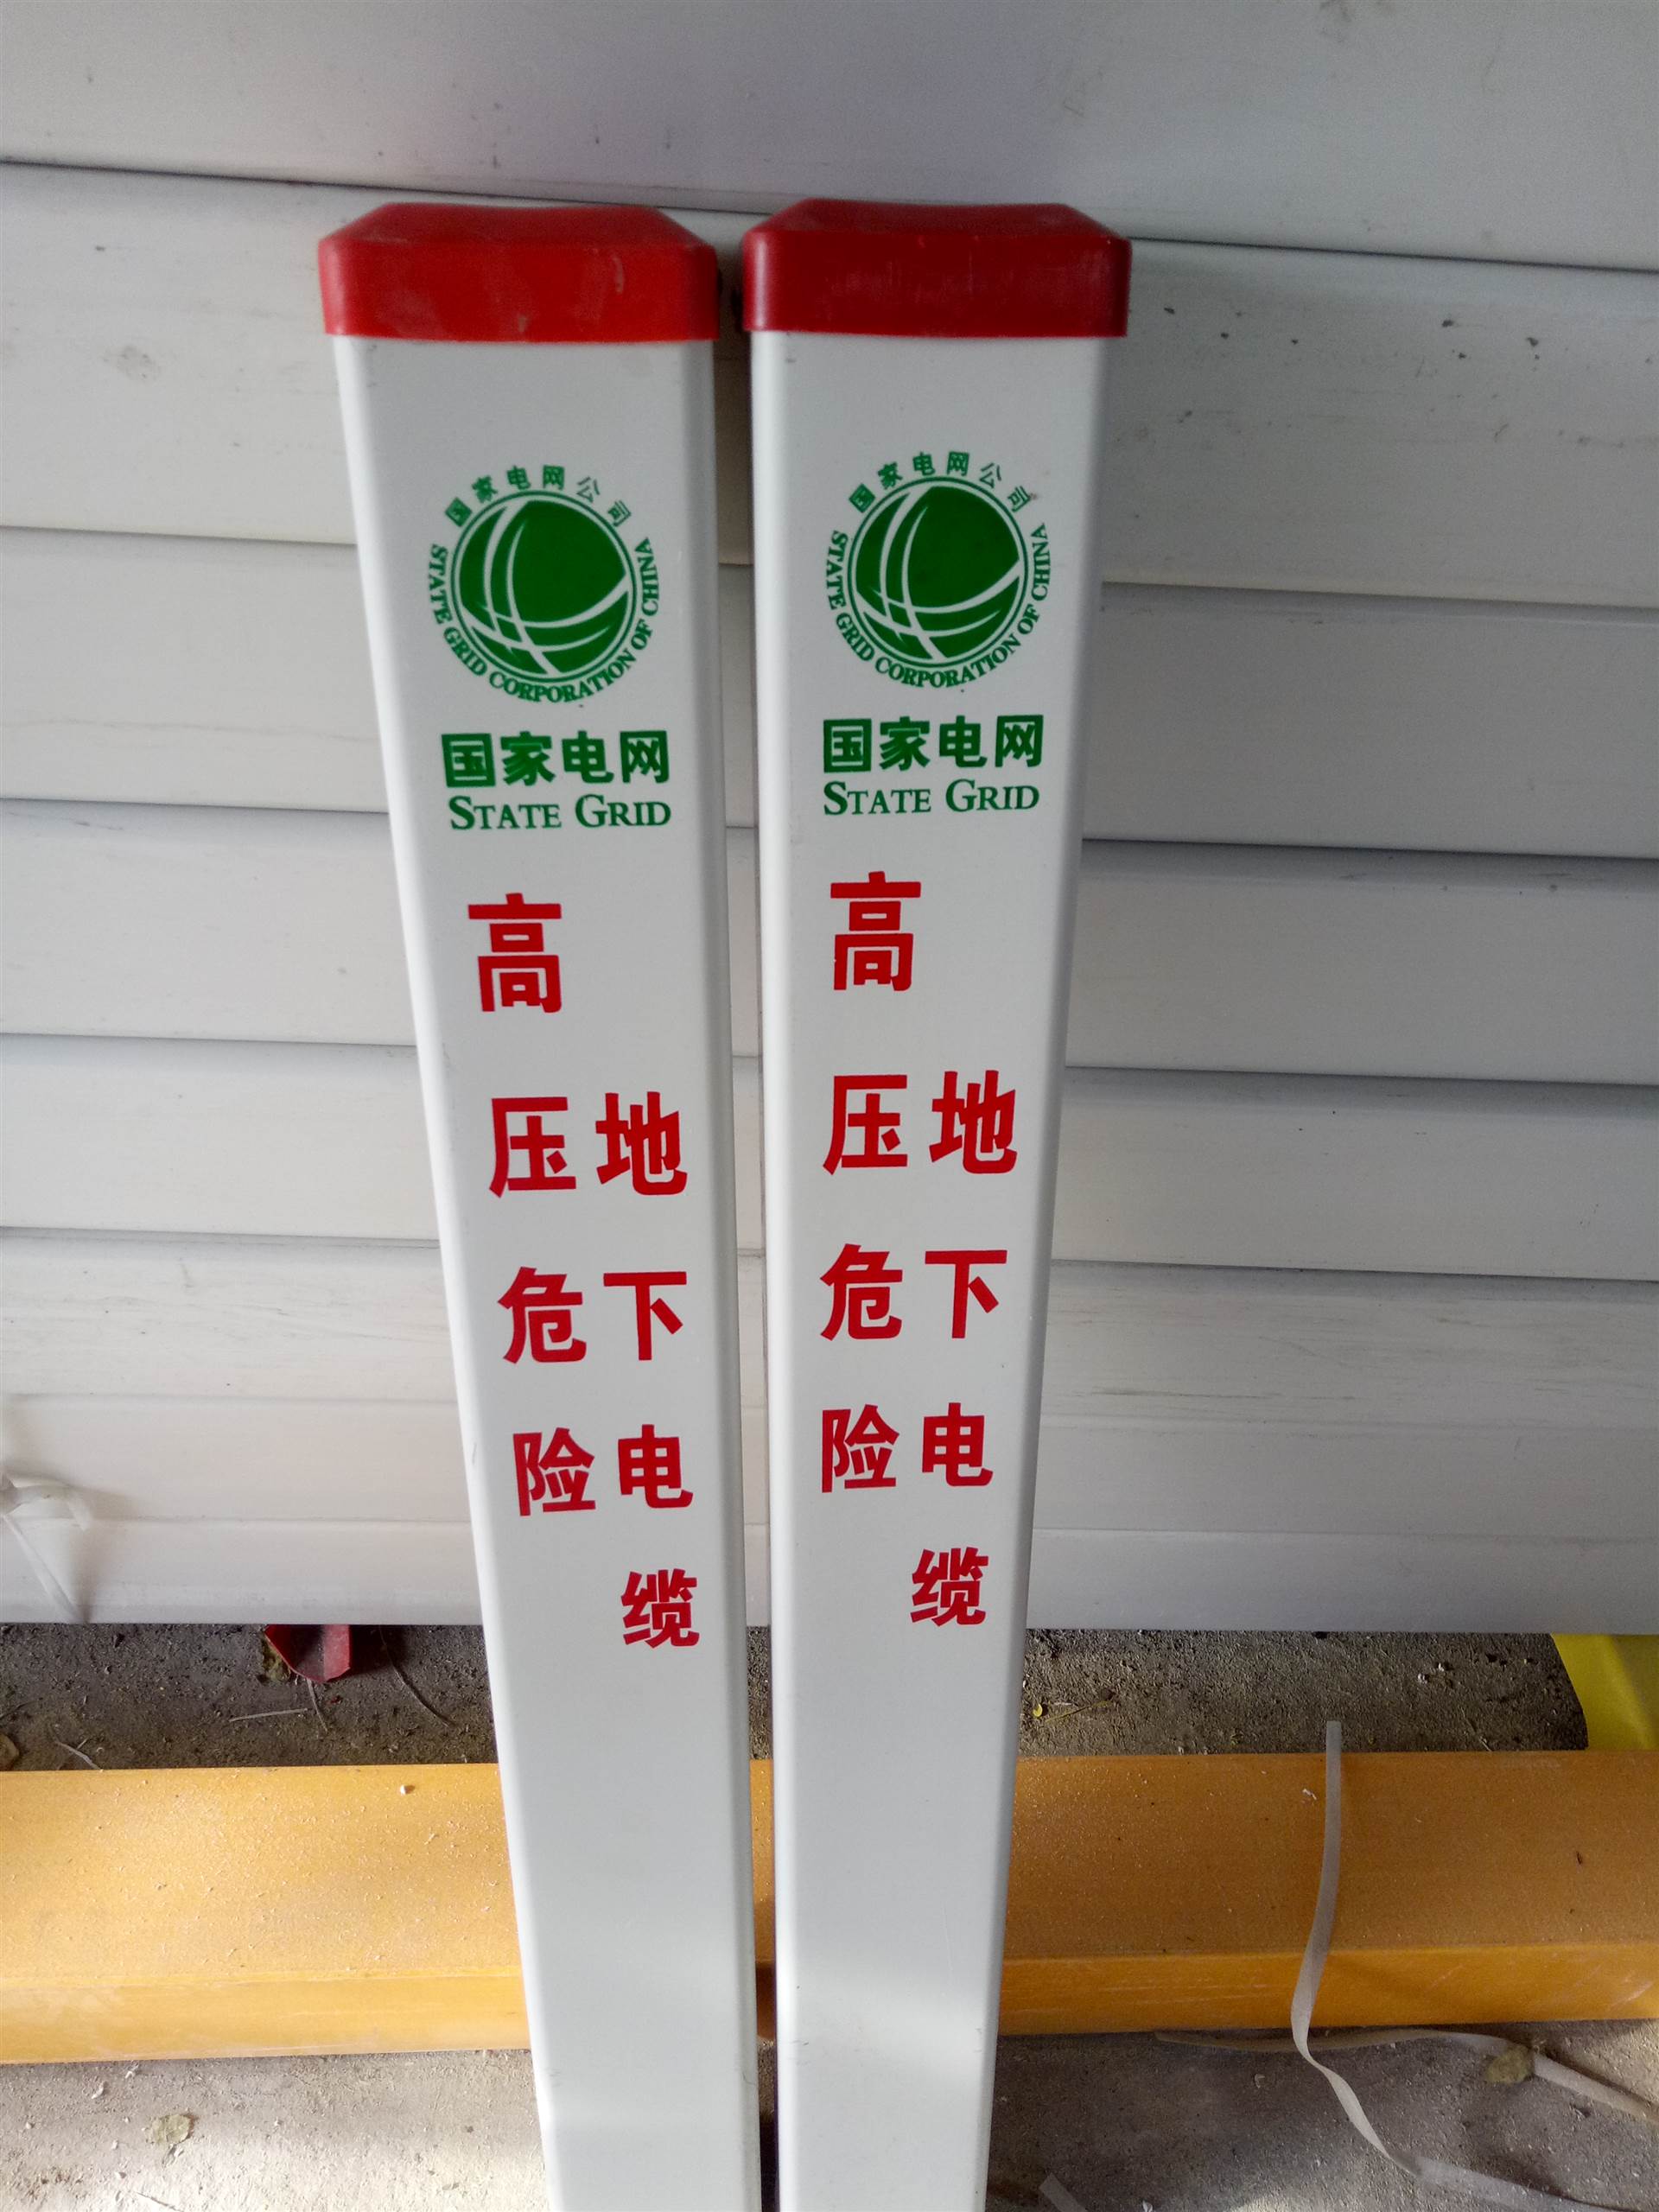 国家电网公司
STATE GRID CORPORATION OF CHINA
国家电网
STATE GRID
高压危险
地下电缆
国家电网公司
STATE GRID CORPORATION OF CHINA
国家电网
STATE GRID
高压危险
地下电缆